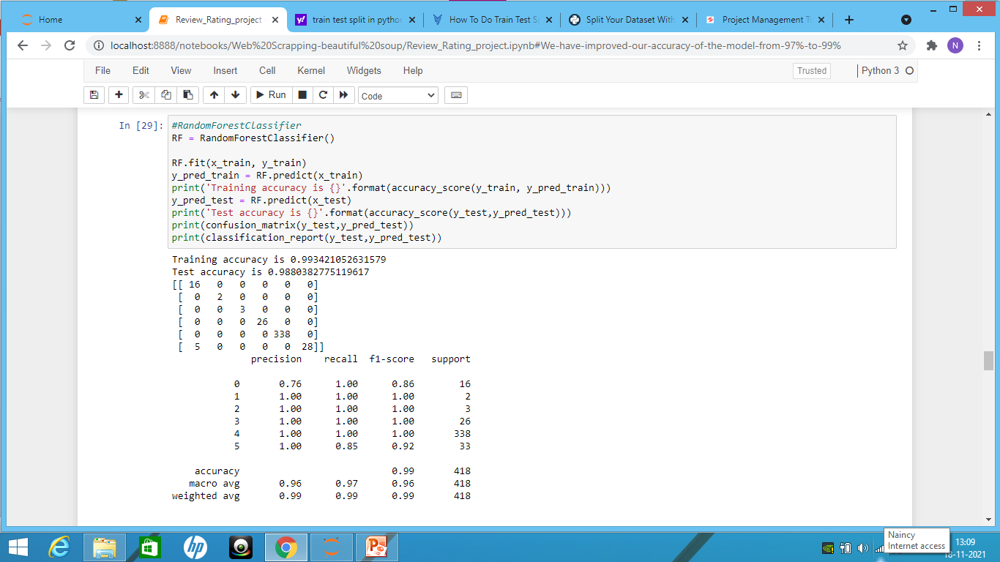 Home
Review_Rating_project
train test split in python
How To Do Train Test Sp
Split Your Dataset With
Project Management T
localhost:8888/notebooks/Web%20Scrapping-beautiful%20soup/Review_Rating_project.ipynb#We-have-improved-our-accuracy-of-the-model-from-97%-to-99%
N
File Edit View Insert Cell Kernel Widgets Help Trusted Python 3
Run Code
In [29]: #RandomForestClassifier
RF = RandomForestClassifier()
RF.fit(x_train, y_train)
y_pred_train = RF.predict(x_train)
print('Training accuracy is {}'.format(accuracy_score(y_train, y_pred_train)))
y_pred_test = RF.predict(x_test)
print('Test accuracy is {}'.format(accuracy_score(y_test,y_pred_test)))
print(confusion_matrix(y_test,y_pred_test))
print(classification_report(y_test,y_pred_test))
Training accuracy is 0.993421052631579
Test accuracy is 0.9880382775119617
[[ 16 0 0 0 0 0]
[ 0 2 0 0 0 0]
[ 0 0 3 0 0 0]
[ 0 0 0 26 0 0]
[ 0 0 0 0 338 0]
[ 5 0 0 0 0 28]]
precision recall f1-score support
0 0.76 1.00 0.86 16
1 1.00 1.00 1.00 2
2 1.00 1.00 1.00 3
3 1.00 1.00 1.00 26
4 1.00 1.00 1.00 338
5 1.00 0.85 0.92 33
accuracy 0.99 418
macro avg 0.96 0.97 0.96 418
weighted avg 0.99 0.99 0.99 418
Naincy
Internet access
13:09
18-11-2021